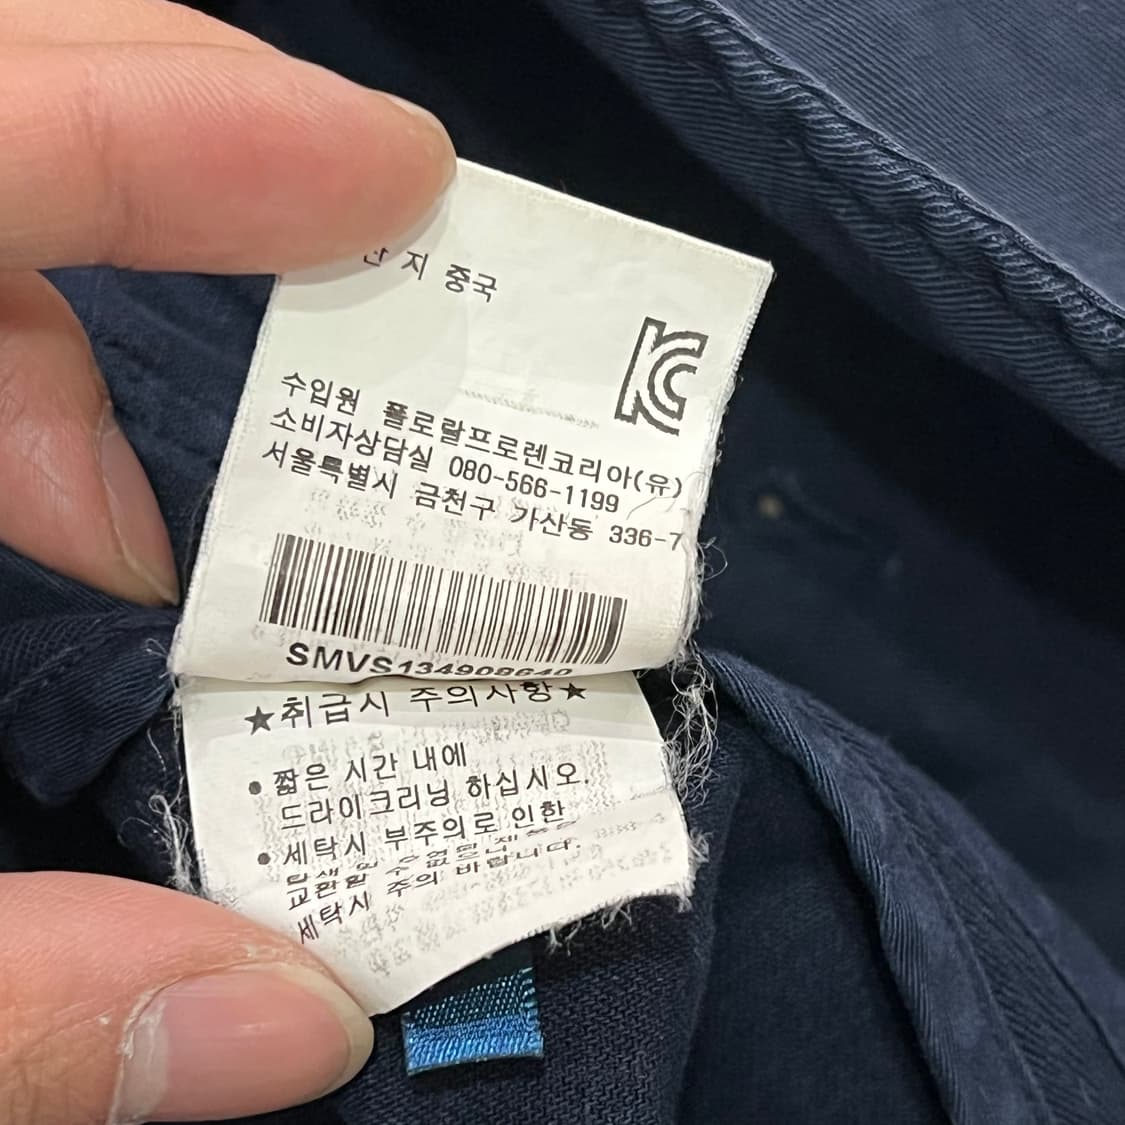 지 중국
KC
수입원 폴로랄프로렌코리아(유)
소비자상담실 080-566-1199
서울특별시 금천구 가산동 336-7
SMVS134908640
★취급시 주의사항★
• 짧은 시간 내에
드라이크리닝 하십시오.
• 세탁시 부주의로 인한
교환할 수 없으니
세탁시 주의 바랍니다.